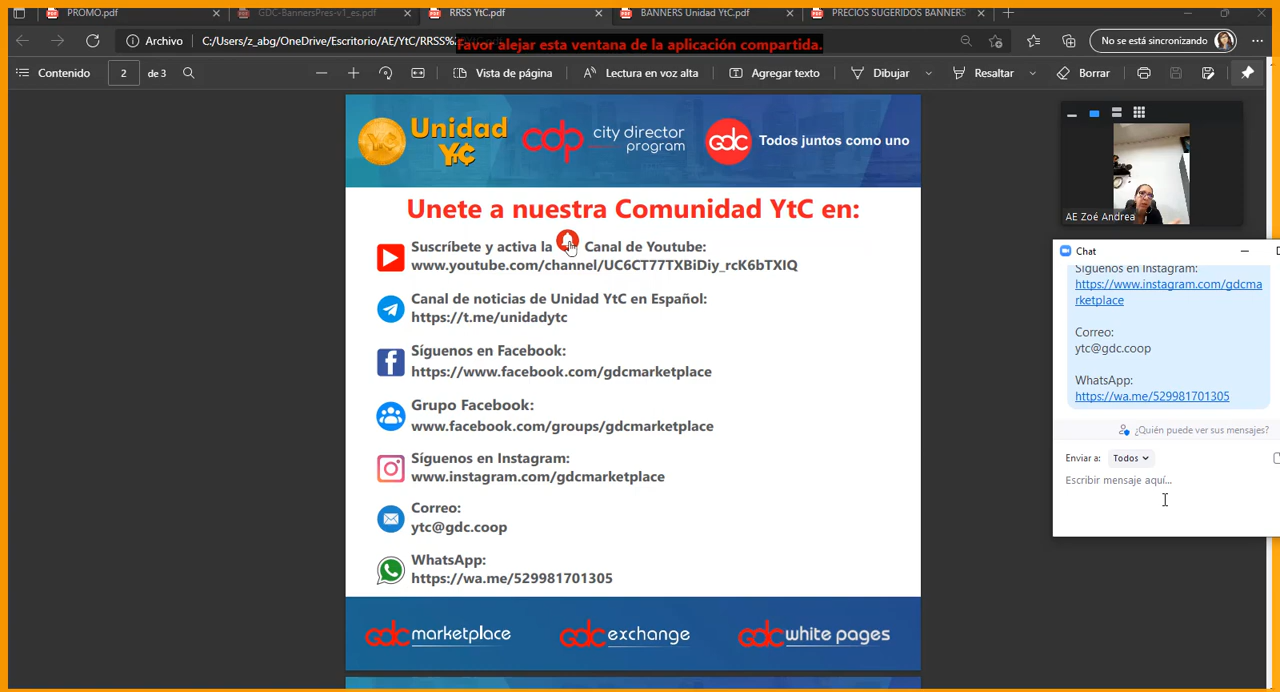 PROMO.pdf
GDC-BannersPres-v1_es.pdf
RRSS YtC.pdf
BANNERS Unidad YtC.pdf
PRECIOS SUGERIDOS BANNERS
Archivo
C:/Users/z_abg/OneDrive/Escritorio/AE/YtC/RRSS%
Favor alejar esta ventana de la aplicación compartida.
No se está sincronizando
Contenido
2
de 3
Vista de página
Lectura en voz alta
Agregar texto
Dibujar
Resaltar
Borrar
Unidad
YtC
cdp
city director
program
GDC
Todos juntos como uno
Unete a nuestra Comunidad YtC en:
Suscríbete y activa la Canal de Youtube:
www.youtube.com/channel/UC6CT77TXBiDiy_rcK6bTXIQ
Canal de noticias de Unidad YtC en Español:
https://t.me/unidadytc
Síguenos en Facebook:
https://www.facebook.com/gdcmarketplace
Grupo Facebook:
www.facebook.com/groups/gdcmarketplace
Síguenos en Instagram:
www.instagram.com/gdcmarketplace
Correo:
ytc@gdc.coop
WhatsApp:
https://wa.me/529981701305
GDC marketplace
GDC exchange
GDC white pages
AE Zoé Andrea
Chat
Síguenos en Instagram:
https://www.instagram.com/gdcma
rketplace
Correo:
ytc@gdc.coop
WhatsApp:
https://wa.me/529981701305
¿Quién puede ver sus mensajes?
Enviar a:
Todos
Escribir mensaje aquí...